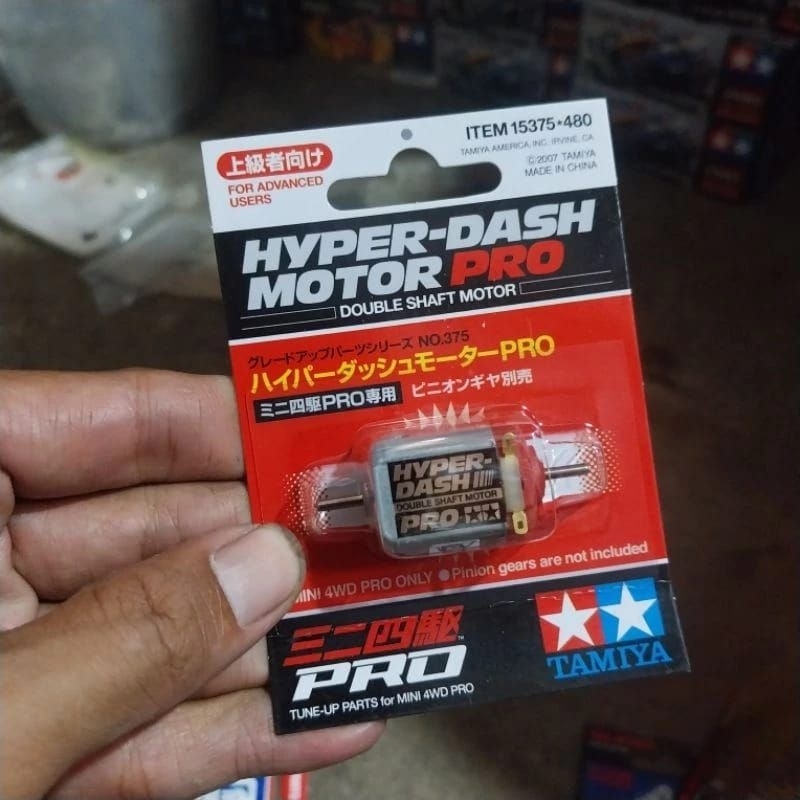 上級者向け
FOR ADVANCED
USERS
ITEM 15375*480
TAMIYA AMERICA, INC. IRVINE, CA
©2007 TAMIYA
MADE IN CHINA
HYPER-DASH
MOTOR PRO
DOUBLE SHAFT MOTOR
グレードアップパーツシリーズ NO.375
ハイパーダッシュモーターPRO
ミニ四駆PRO専用 ピニオンギヤ別売
HYPER-
DASH
DOUBLE SHAFT MOTOR
PRO
MINI 4WD PRO ONLY ●Pinion gears are not included
ミニ四駆™
PRO
TUNE-UP PARTS for MINI 4WD PRO
TAMIYA